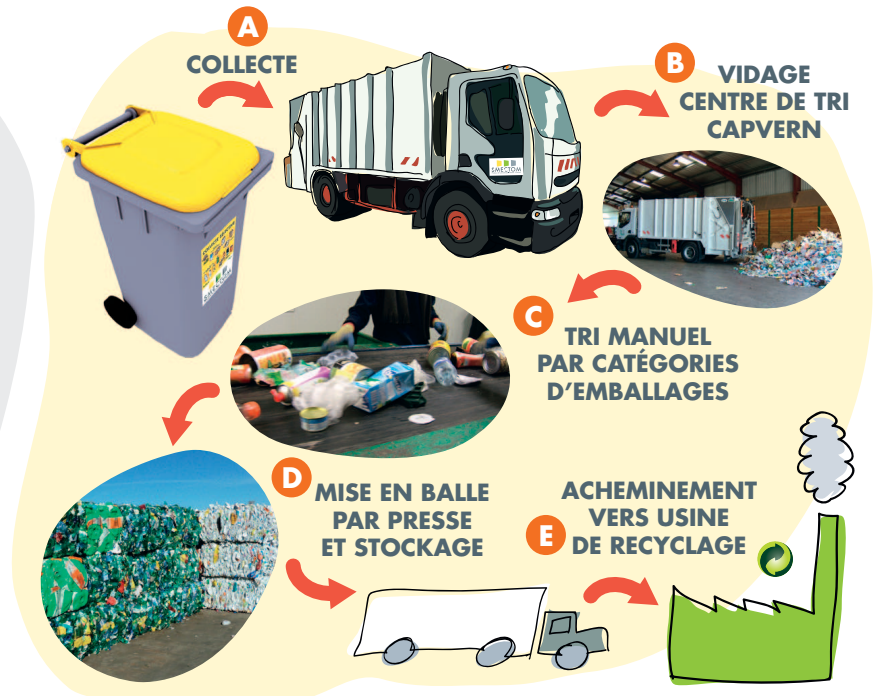 A
COLLECTE
B
VIDAGE
CENTRE DE TRI
CAPVERN
SMECTOM
C
TRI MANUEL
PAR CATÉGORIES
D'EMBALLAGES
D
MISE EN BALLE
PAR PRESSE
ET STOCKAGE
E
ACHEMINEMENT
VERS USINE
DE RECYCLAGE